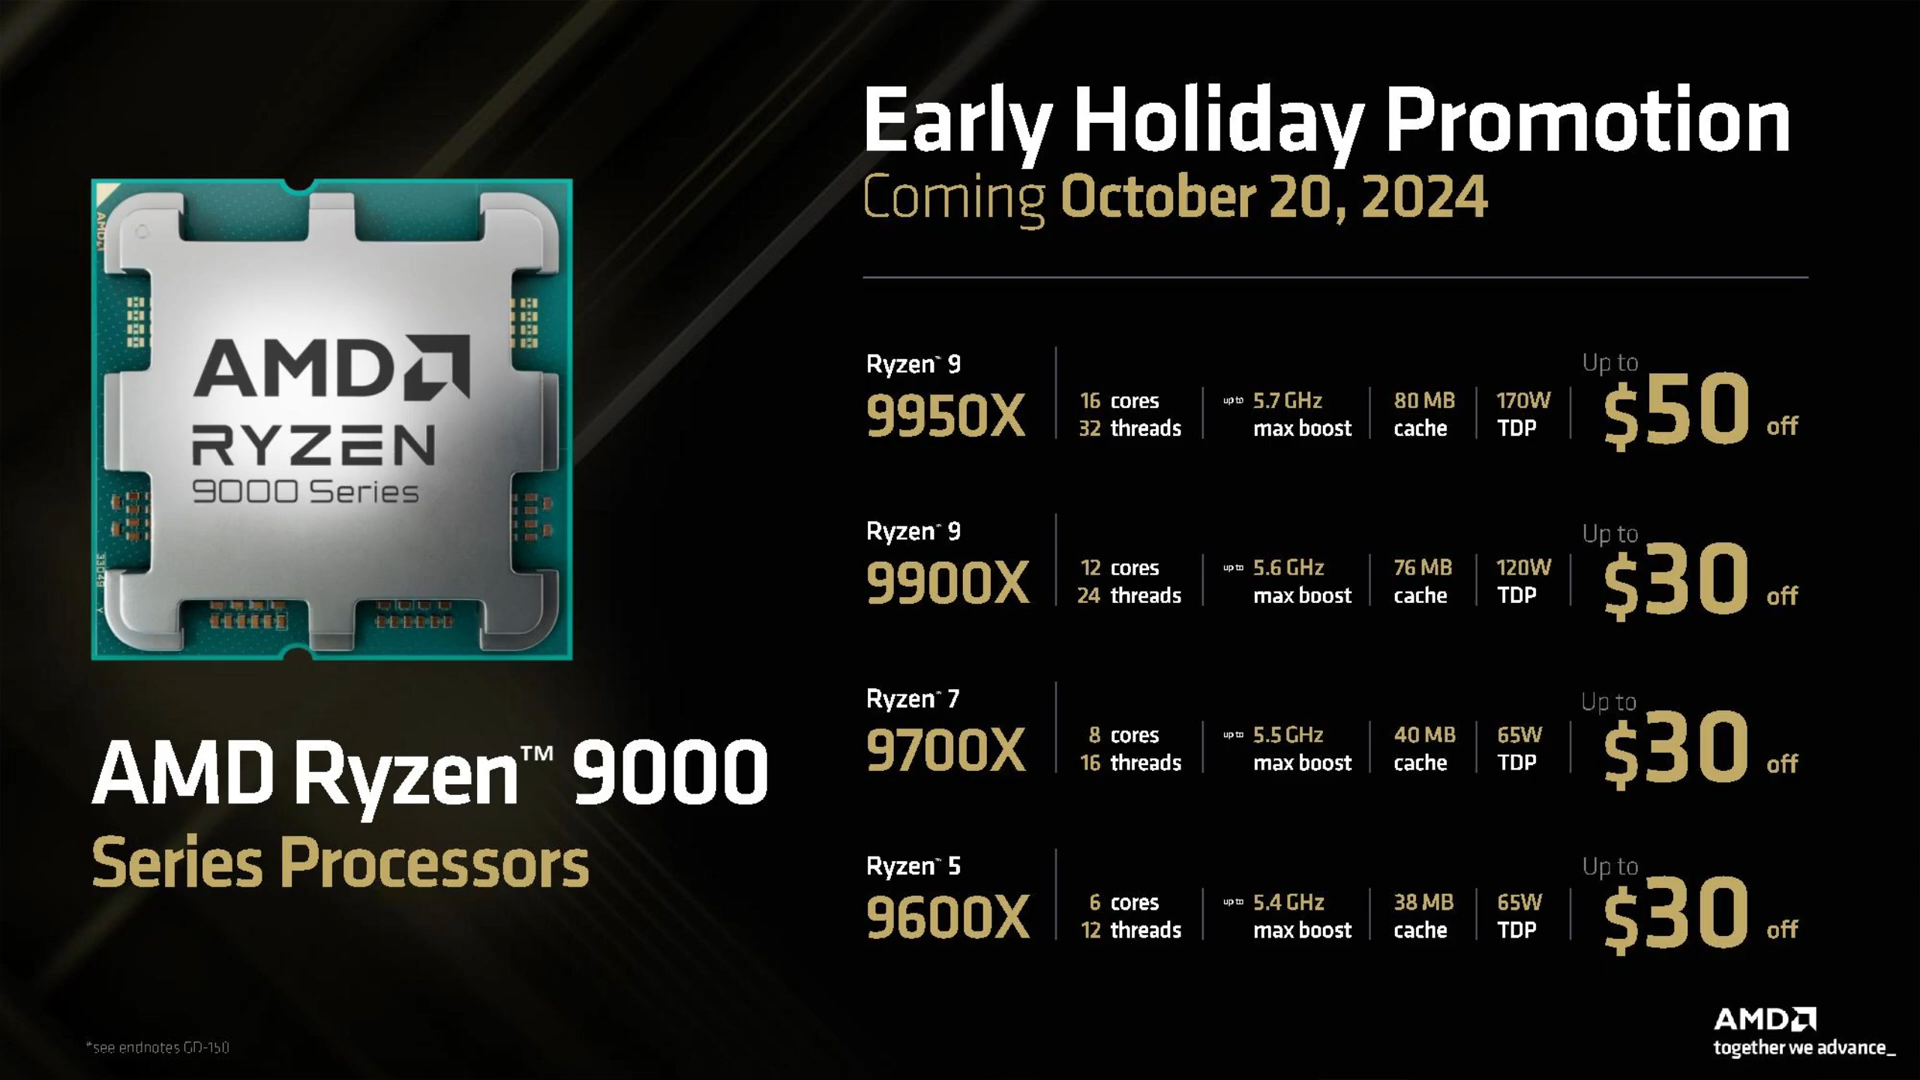 Early Holiday Promotion
Coming October 20, 2024
AMD
RYZEN
9000 Series
AMD Ryzen™ 9000
Series Processors
Ryzen™ 9
9950X
16 cores
32 threads
up to 5.7 GHz
max boost
80 MB
cache
170W
TDP
Up to
$50 off
Ryzen™ 9
9900X
12 cores
24 threads
up to 5.6 GHz
max boost
76 MB
cache
120W
TDP
Up to
$30 off
Ryzen™ 7
9700X
8 cores
16 threads
up to 5.5 GHz
max boost
40 MB
cache
65W
TDP
Up to
$30 off
Ryzen™ 5
9600X
6 cores
12 threads
up to 5.4 GHz
max boost
38 MB
cache
65W
TDP
Up to
$30 off
*see endnotes GD-150
AMD
together we advance_